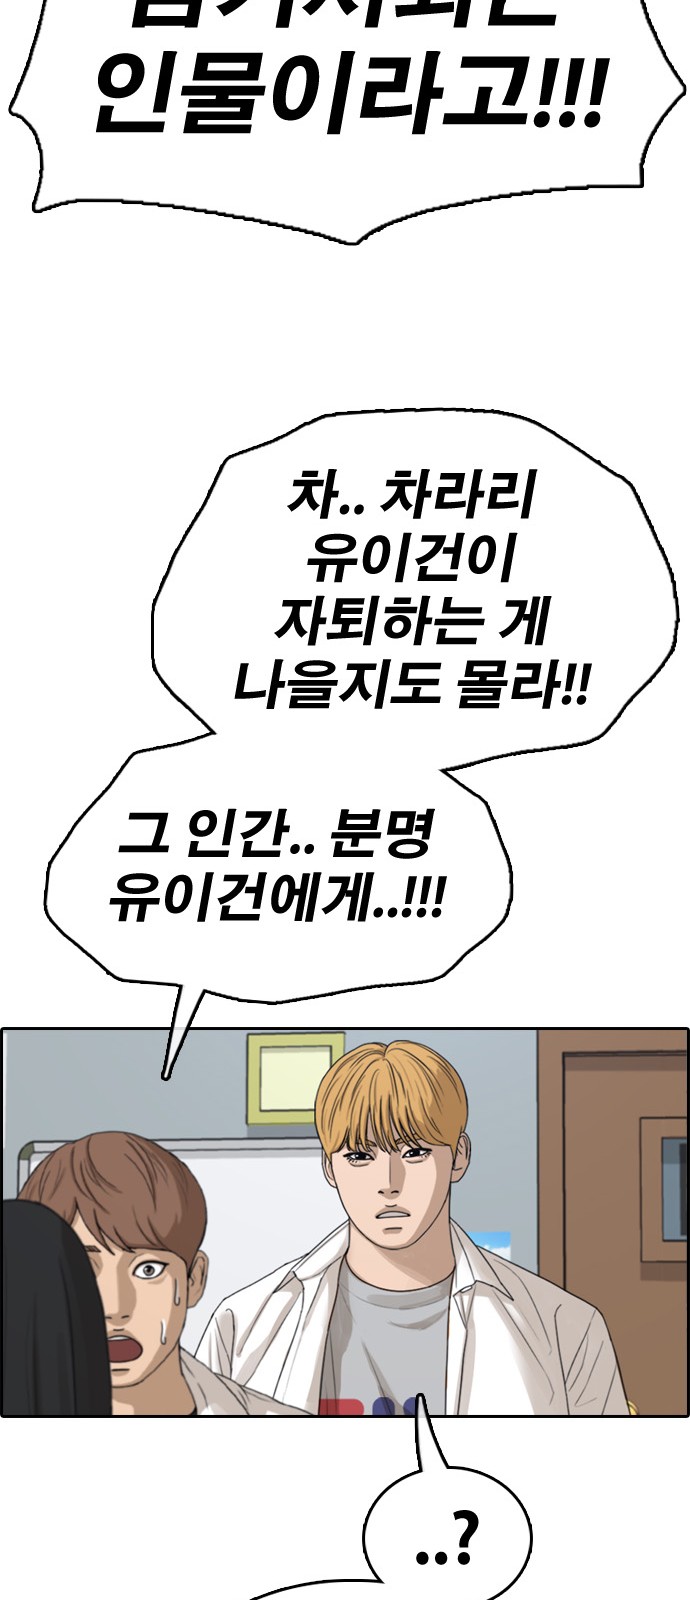 인물이라고!!!
차.. 차라리
유이건이
자퇴하는 게
나을지도 몰라!!
그 인간.. 분명
유이건에게..!!!
..?